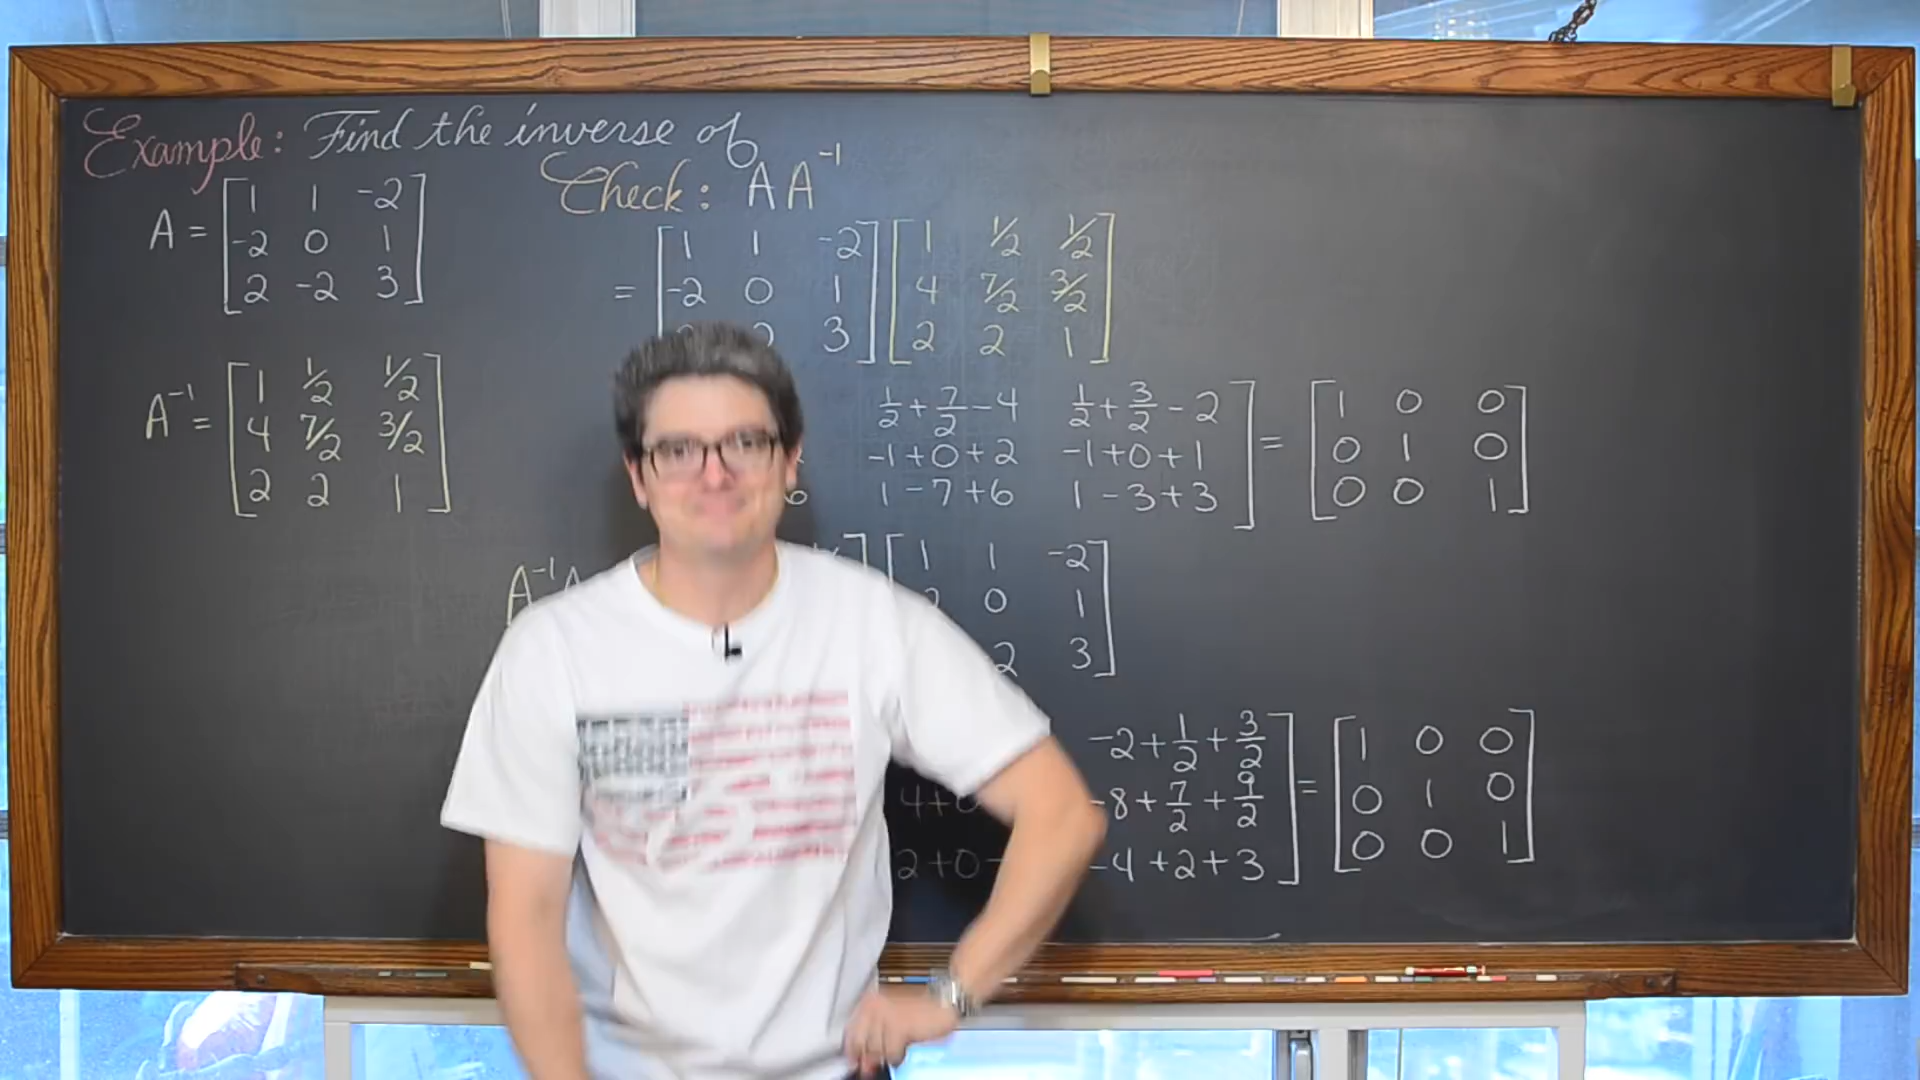 Example: Find the inverse of
A = [1 1 -2
-2 0 1
2 -2 3]
A⁻¹ = [1 1/2 1/2
4 7/2 3/2
2 2 1]
Check: A A⁻¹
= [1 1 -2] [1 1/2 1/2
-2 0 1 4 7/2 3/2
3] 2 2 1]
1/2 + 7/2 - 4 1/2 + 3/2 - 2] = [1 0 0
-1 + 0 + 2 -1 + 0 + 1 0 1 0
1 - 7 + 6 1 - 3 + 3 0 0 1]
A⁻¹A [1 1 -2
0 1
2 3]
-2 + 1/2 + 3/2] = [1 0 0
4 + -8 + 7/2 + 9/2 0 1 0
2 + 0 -4 + 2 + 3 0 0 1]